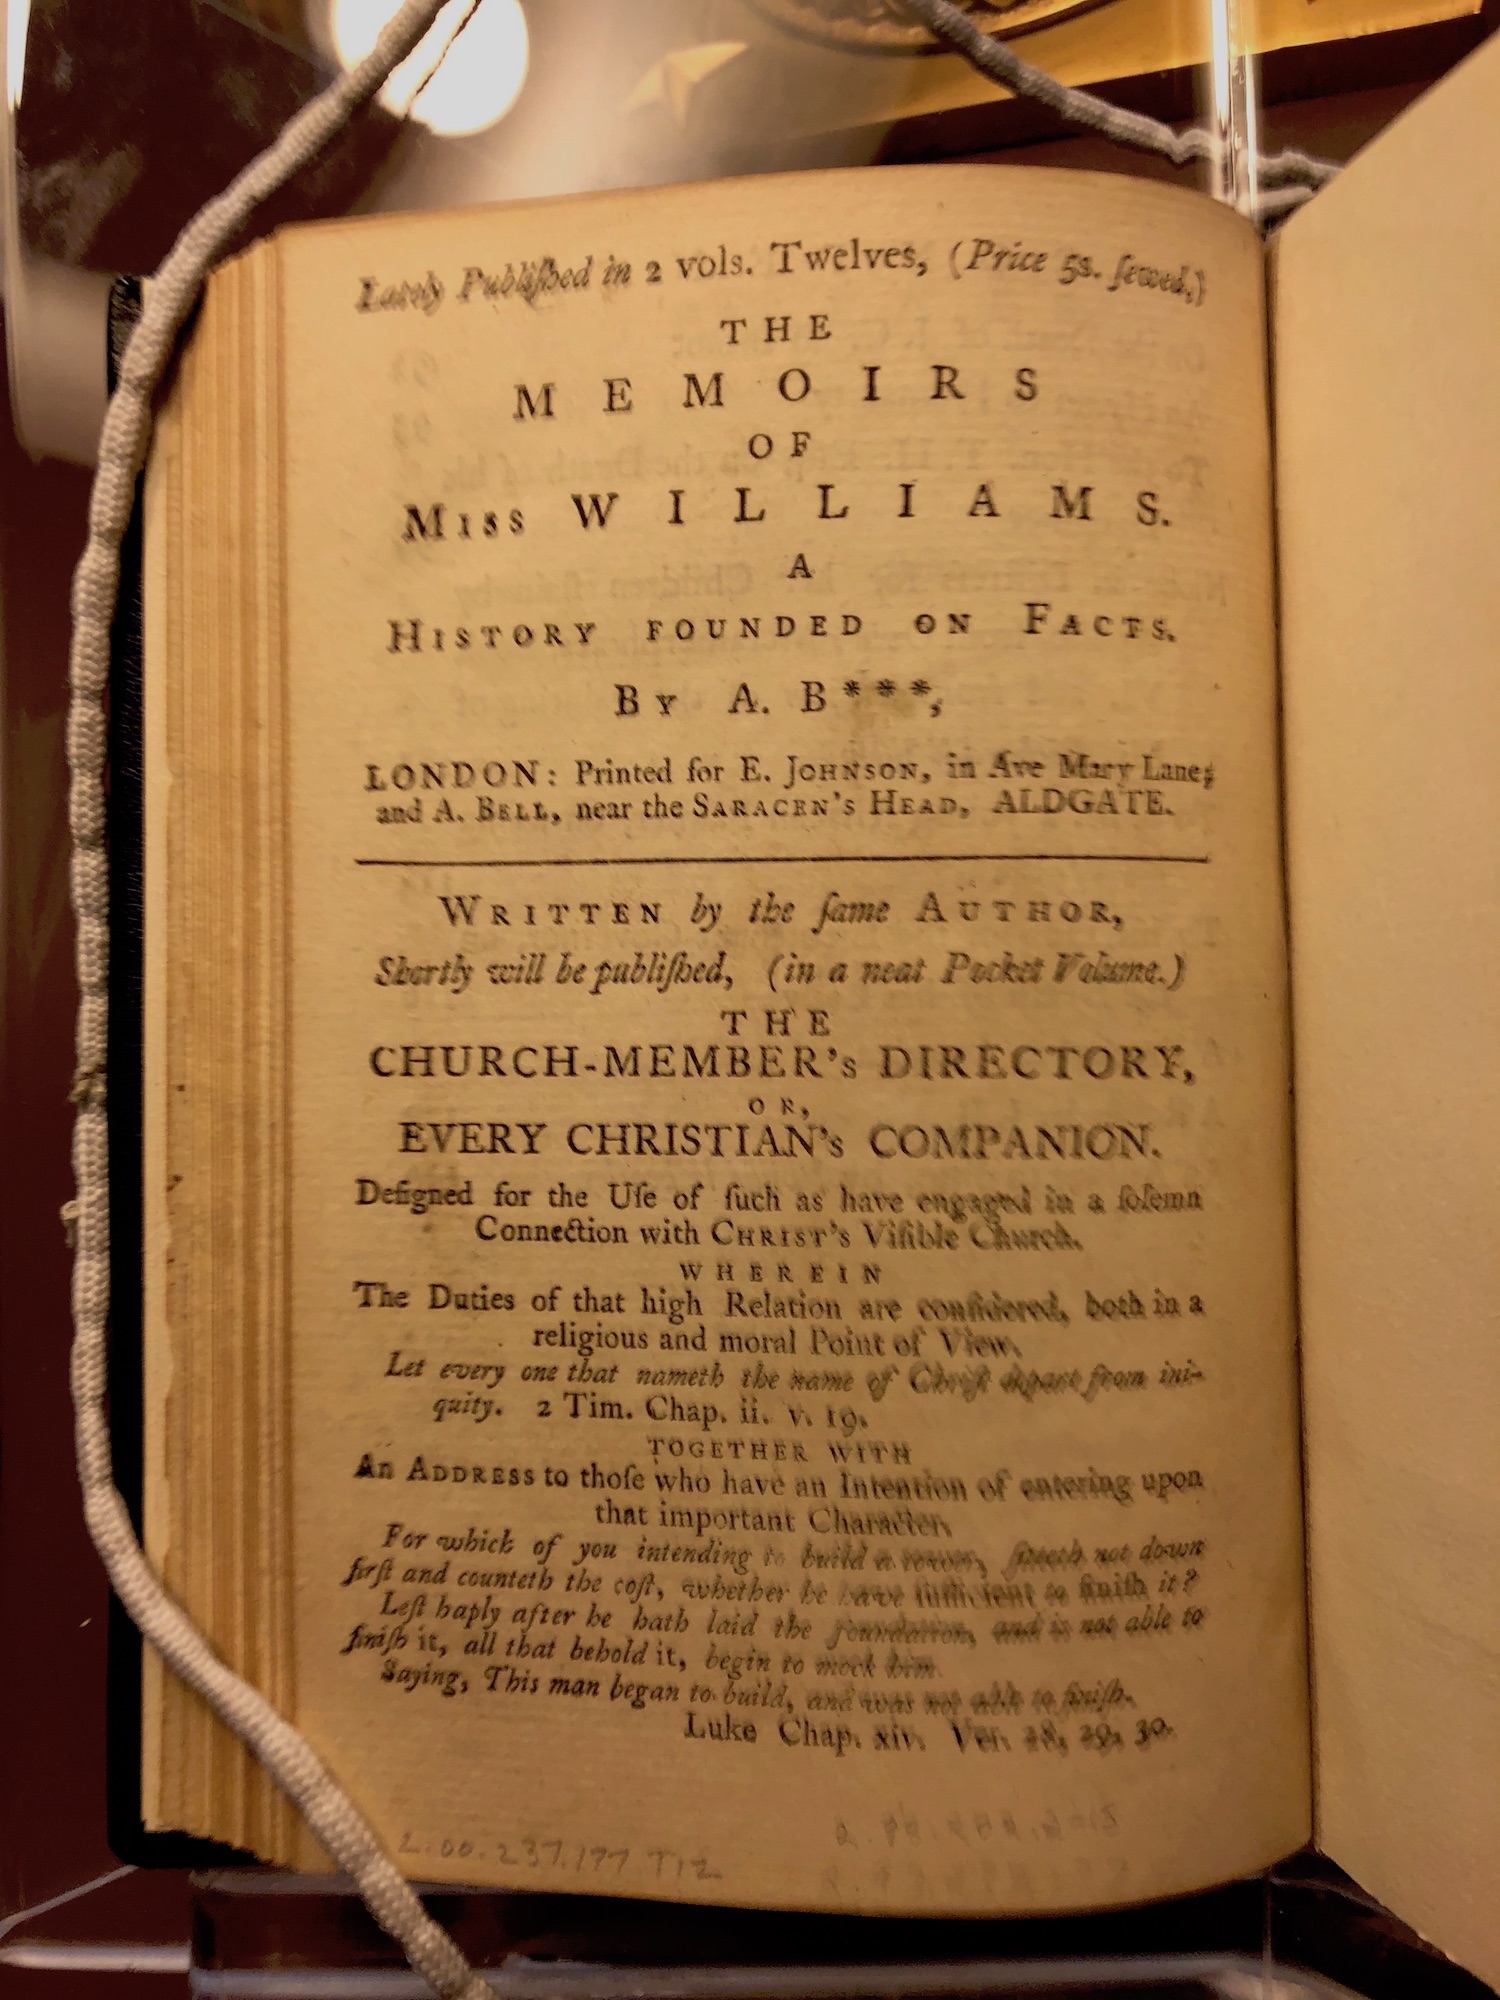 Lately Publiſhed in 2 vols. Twelves, (Price 5s. ſewed.)
THE
MEMOIRS
OF
Miss WILLIAMS.
A
History founded on Facts.
By A. B***,
LONDON: Printed for E. Johnson, in Ave Mary Lane;
and A. Bell, near the Saracen's Head, ALDGATE.
Written by the ſame Author,
Shortly will be publiſhed, (in a neat Pocket Volume.)
THE
CHURCH-MEMBER's DIRECTORY,
OR,
EVERY CHRISTIAN's COMPANION.
Deſigned for the Uſe of ſuch as have engaged in a ſolemn
Connection with Christ's Viſible Church.
WHEREIN
The Duties of that high Relation are conſidered, both in a
religious and moral Point of View.
Let every one that nameth the name of Chriſt depart from ini-
quity. 2 Tim. Chap. ii. v. 19.
TOGETHER WITH
An Address to thoſe who have an Intention of entering upon
that important Character.
For which of you intending to build a tower, ſitteth not down
firſt and counteth the coſt, whether he have ſufficient to finiſh it?
Leſt haply after he hath laid the foundation, and is not able to
finiſh it, all that behold it, begin to mock him.
Saying, This man began to build, and was not able to finiſh.
Luke Chap. xiv. Ver. 28, 29, 30.